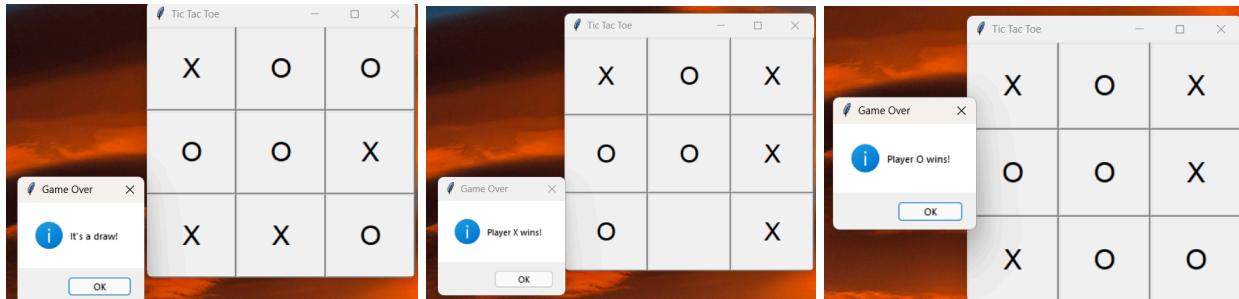 Tic Tac Toe
X O O
O O X
X X O
Game Over
It's a draw!
OK
Tic Tac Toe
X O X
O O X
O X
Game Over
Player X wins!
OK
Tic Tac Toe
X O X
O O X
X O O
Game Over
Player O wins!
OK